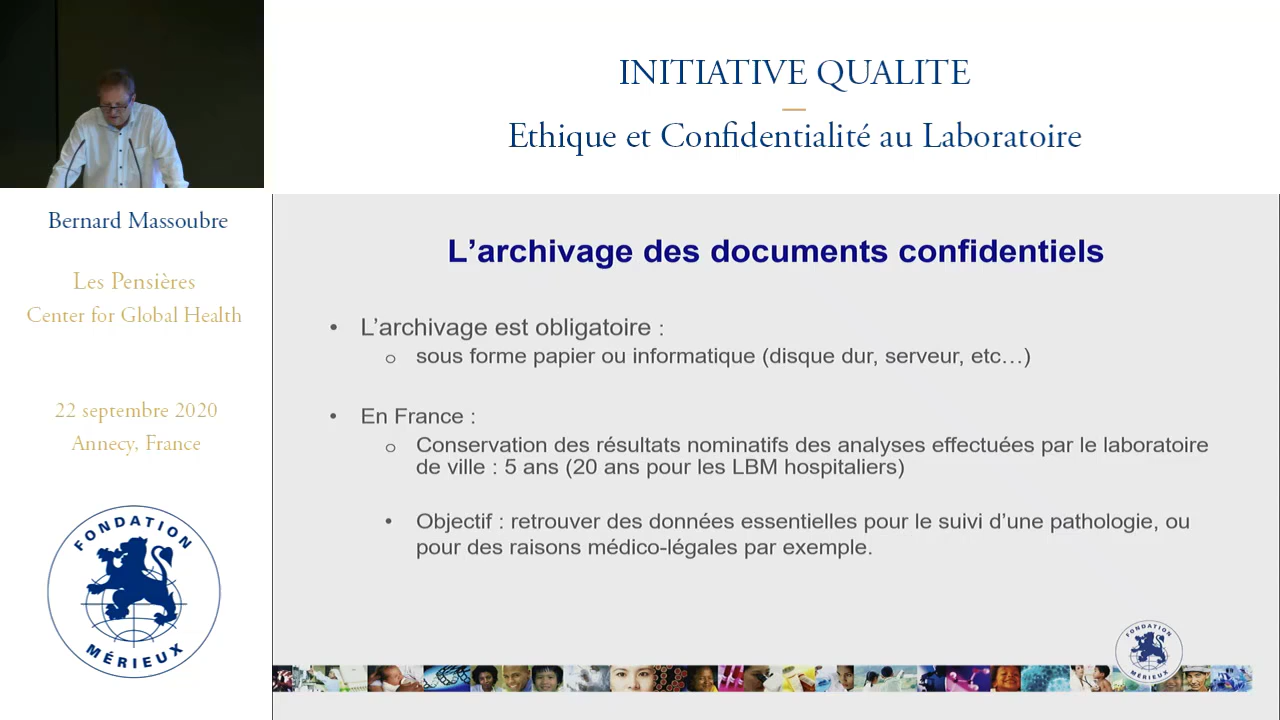 INITIATIVE QUALITE
Ethique et Confidentialité au Laboratoire
Bernard Massoubre
Les Pensières
Center for Global Health
22 septembre 2020
Annecy, France
FONDATION
MÉRIEUX
L’archivage des documents confidentiels
• L’archivage est obligatoire :
o sous forme papier ou informatique (disque dur, serveur, etc…)
• En France :
o Conservation des résultats nominatifs des analyses effectuées par le laboratoire
de ville : 5 ans (20 ans pour les LBM hospitaliers)
• Objectif : retrouver des données essentielles pour le suivi d’une pathologie, ou
pour des raisons médico-légales par exemple.
FONDATION
MÉRIEUX